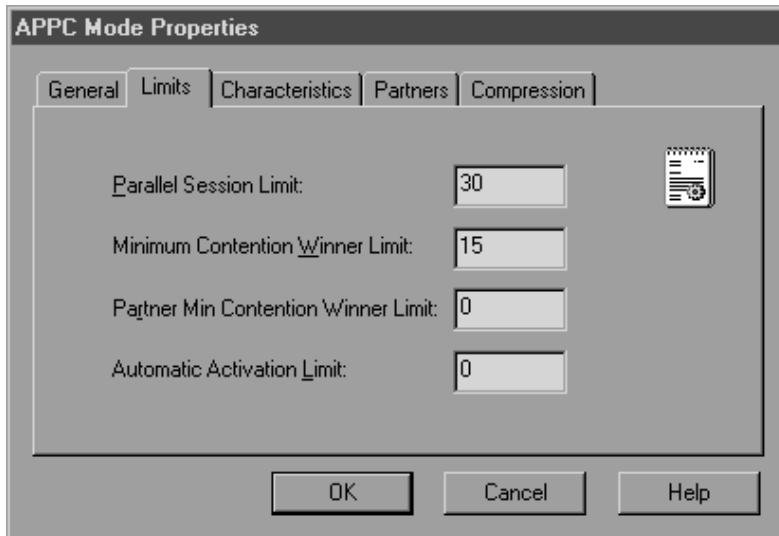 APPC Mode Properties
General Limits Characteristics Partners Compression
Parallel Session Limit: 30
Minimum Contention Winner Limit: 15
Partner Min Contention Winner Limit: 0
Automatic Activation Limit: 0
OK Cancel Help